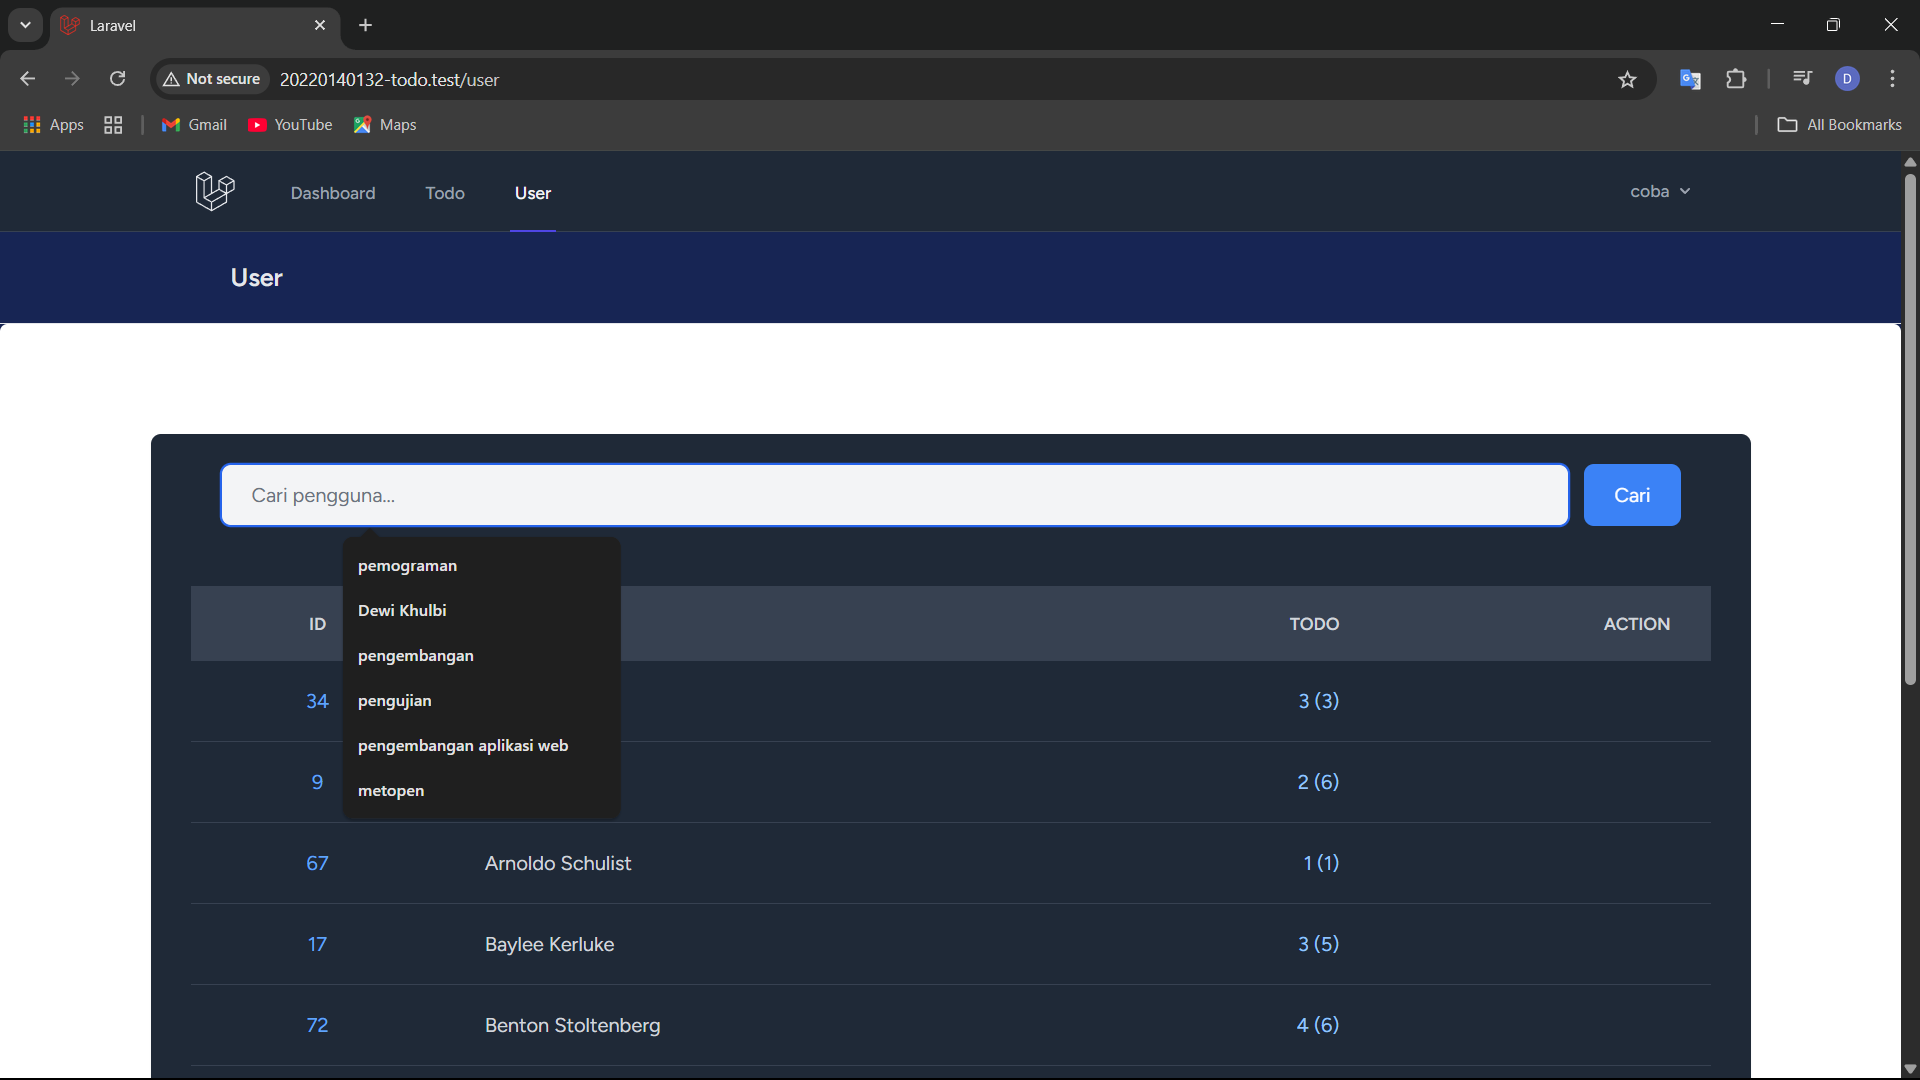 Laravel
Not secure
20220140132-todo.test/user
D
Apps
Gmail
YouTube
Maps
All Bookmarks
Dashboard
Todo
User
coba
User
Cari pengguna...
Cari
pemograman
Dewi Khulbi
pengembangan
pengujian
pengembangan aplikasi web
metopen
ID
TODO
ACTION
34
3 (3)
9
2 (6)
67
Arnoldo Schulist
1 (1)
17
Baylee Kerluke
3 (5)
72
Benton Stoltenberg
4 (6)